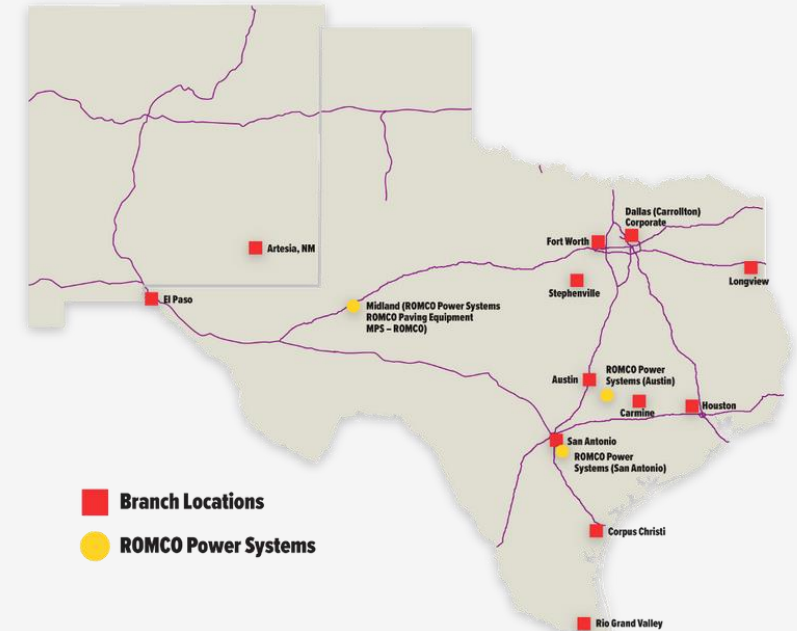 Dallas (Carrollton)
Corporate
Fort Worth
Artesia, NM
Longview
Stephenville
El Paso
Midland (ROMCO Power Systems
ROMCO Paving Equipment
MPS – ROMCO)
Austin
ROMCO Power
Systems (Austin)
Carmine
Houston
San Antonio
ROMCO Power
Systems (San Antonio)
Branch Locations
Corpus Christi
ROMCO Power Systems
Rio Grand Valley